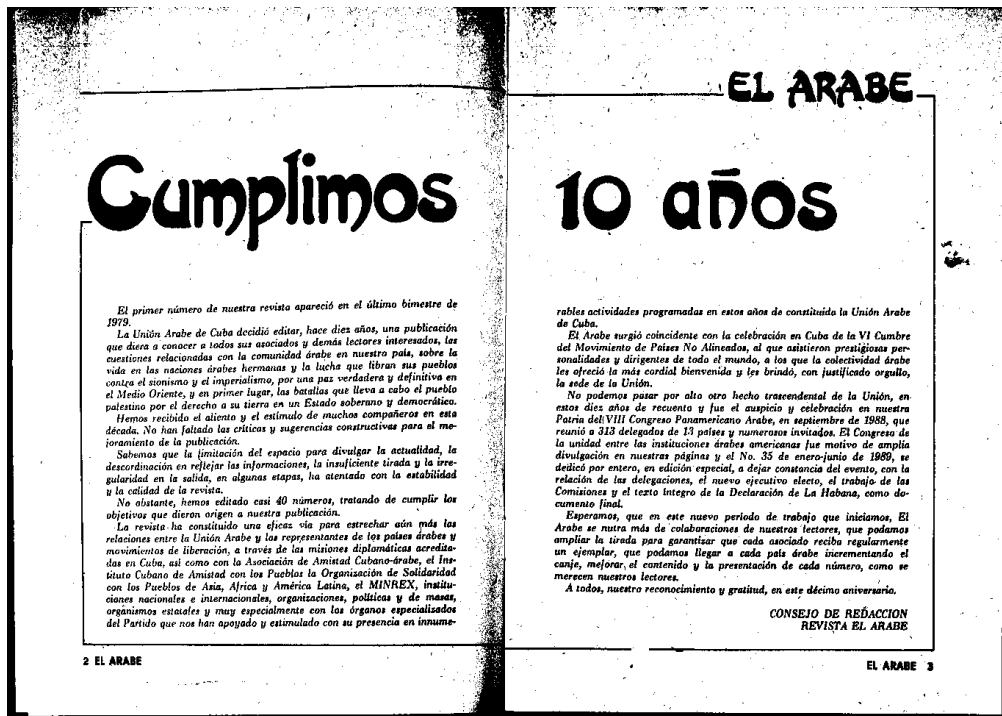 EL ARABE
Cumplimos 10 años
El primer número de nuestra revista apareció en el último bimestre de
1979.
La Unión Arabe de Cuba decidió editar, hace diez años, una publicación
que diera a conocer a todos sus asociados y demás lectores interesados, las
cuestiones relacionadas con la comunidad árabe en nuestro país, sobre la
vida en las naciones árabes hermanas y la lucha que libran sus pueblos
contra el sionismo y el imperialismo, por una paz verdadera y definitiva en
el Medio Oriente, y en primer lugar, las batallas que lleva a cabo el pueblo
palestino por el derecho a su tierra en un Estado soberano y democrático.
Hemos recibido el aliento y el estímulo de muchos compañeros en esta
década. No han faltado las críticas y sugerencias constructivas para el me-
joramiento de la publicación.
Sabemos que la limitación del espacio para divulgar la actualidad, la
descordinación en reflejar las informaciones, la insuficiente tirada y la irre-
gularidad en la salida, en algunas etapas, ha atentado con la estabilidad
y la calidad de la revista.
No obstante, hemos editado casi 40 números, tratando de cumplir los
objetivos que dieron origen a nuestra publicación.
La revista ha constituido una eficaz vía para estrechar aún más las
relaciones entre la Unión Arabe y las representantes de los países árabes y
movimientos de liberación, a través de las misiones diplomáticas acredita-
das en Cuba, así como con la Asociación de Amistad Cubano-árabe, el Ins-
tituto Cubano de Amistad con los Pueblos la Organización de Solidaridad
con los Pueblos de Asia, Africa y América Latina, el MINREX, institu-
ciones nacionales e internacionales, organizaciones, políticas y de masas,
organismos estatales y muy especialmente con los órganos especializados
del Partido que nos han apoyado y estimulado con su presencia en innume-
2 EL ARABE
rables actividades programadas en estos años de constituida la Unión Arabe
de Cuba.
El Arabe surgió coincidente con la celebración en Cuba de la VI Cumbre
del Movimiento de Países No Alineados, al que asistieron prestigiosas per-
sonalidades y dirigentes de todo el mundo, a los que la colectividad árabe
les ofreció la más cordial bienvenida y les brindó, con justificado orgullo,
la sede de la Unión.
No podemos pasar por alto otro hecho trascendental de la Unión, en
estos diez años de recuento y fue el auspicio y celebración en nuestra
Patria del VIII Congreso Panamericano Arabe, en septiembre de 1988, que
reunió a 313 delegados de 13 países y numerosos invitados. El Congreso de
la unidad entre las instituciones árabes americanas fue motivo de amplia
divulgación en nuestras páginas y el No. 35 de enero-junio de 1989, se
dedicó por entero, en edición especial, a dejar constancia del evento, con la
relación de las delegaciones, el nuevo ejecutivo electo, el trabajo de las
Comisiones y el texto íntegro de la Declaración de La Habana, como do-
cumento final.
Esperamos, que en este nuevo período de trabajo que iniciamos, El
Arabe se nutra más de colaboraciones de nuestros lectores, que podamos
ampliar la tirada para garantizar que cada asociado reciba regularmente
un ejemplar, que podamos llegar a cada país árabe incrementando el
canje, mejorar el contenido y la presentación de cada número, como se
merecen nuestros lectores.
A todos, nuestro reconocimiento y gratitud, en este décimo aniversario.
CONSEJO DE REDACCION
REVISTA EL ARABE
EL ARABE 3